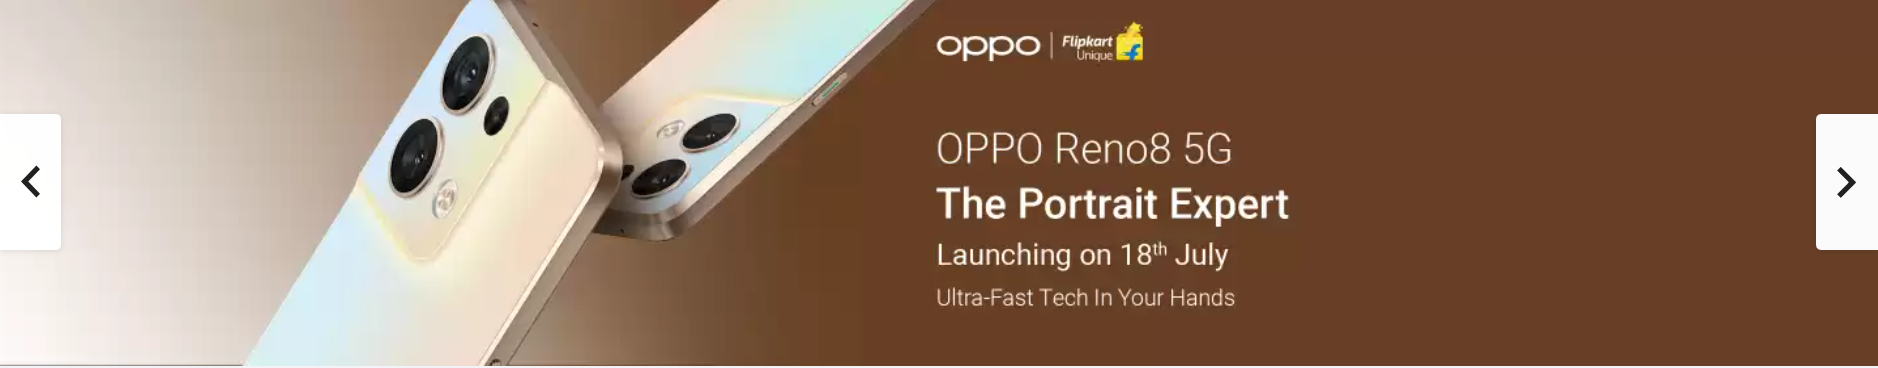 oppo | Flipkart
Unique
OPPO Reno8 5G
The Portrait Expert
Launching on 18th July
Ultra-Fast Tech In Your Hands